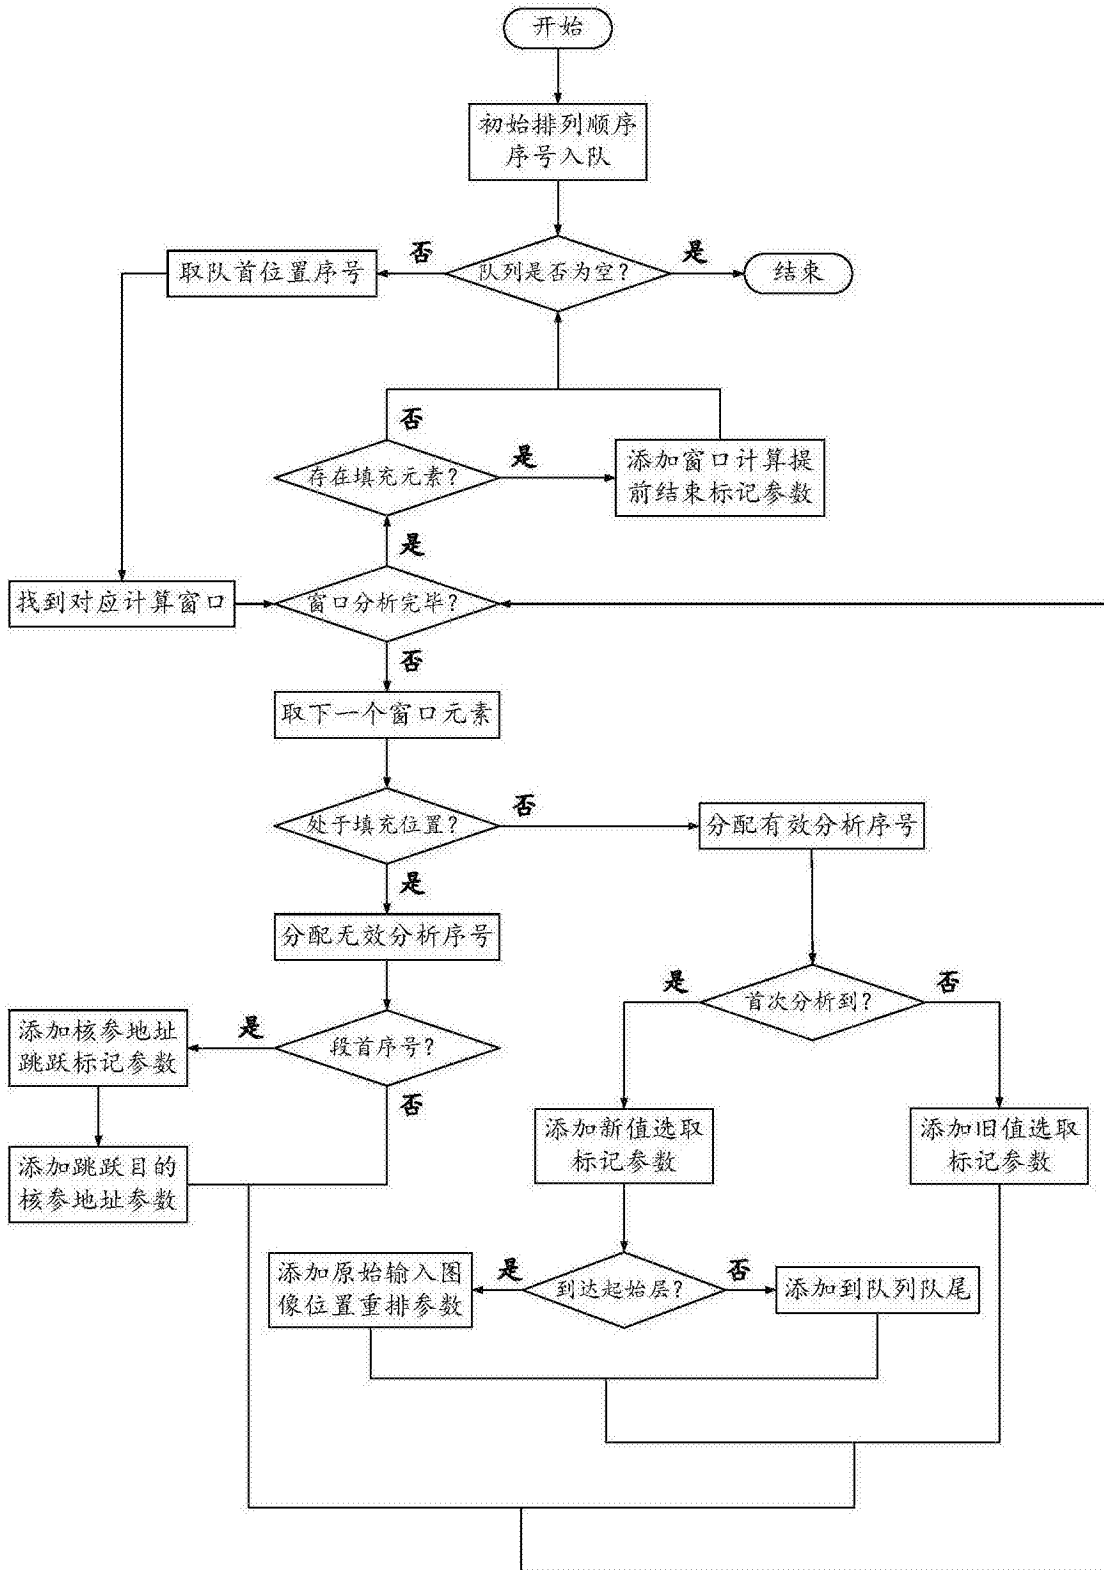 开始
初始排列顺序
序号入队
否
是
取队首位置序号
队列是否为空?
结束
否
是
存在填充元素?
添加窗口计算提
前结束标记参数
是
找到对应计算窗口
窗口分析完毕?
否
取下一个窗口元素
处于填充位置?
否
分配有效分析序号
是
分配无效分析序号
是
首次分析到?
否
添加核参地址
跳跃标记参数
是
段首序号?
否
添加新值选取
标记参数
添加旧值选取
标记参数
添加跳跃目的
核参地址参数
添加原始输入图
像位置重排参数
是
到达起始层?
否
添加到队列队尾